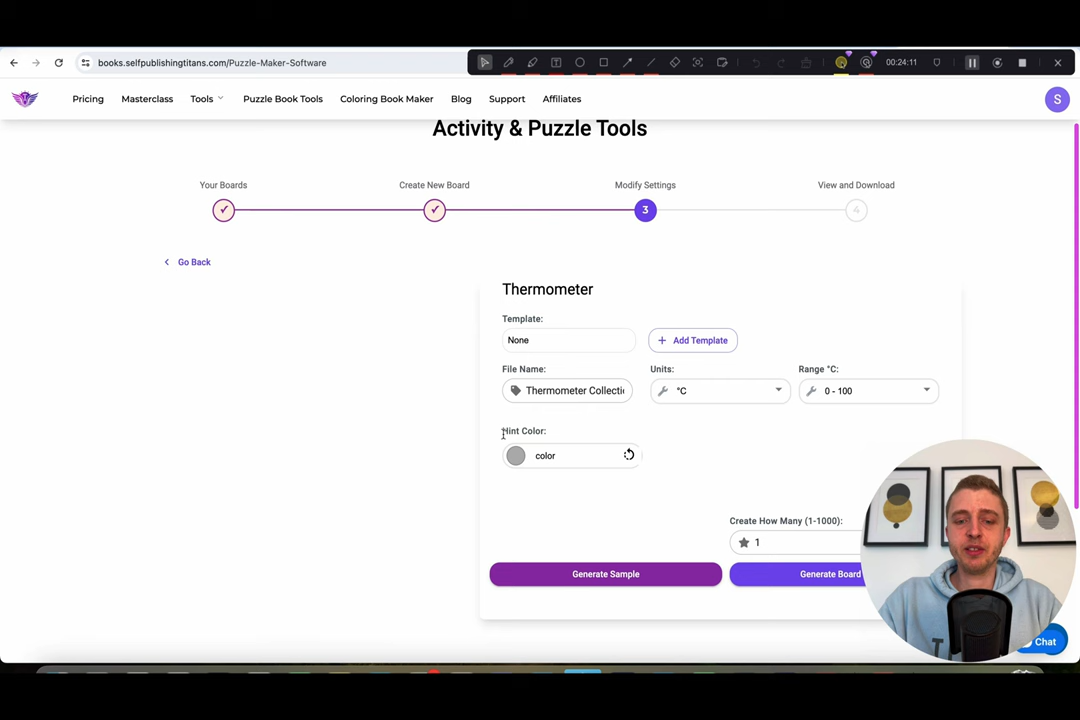 books.selfpublishingtitans.com/Puzzle-Maker-Software
00:24:11
Pricing Masterclass Tools Puzzle Book Tools Coloring Book Maker Blog Support Affiliates S
Activity & Puzzle Tools
Your Boards Create New Board Modify Settings View and Download
3 4
Go Back
Thermometer
Template:
None + Add Template
File Name: Units: Range °C:
Thermometer Collecti °C 0 - 100
Hint Color:
color
Create How Many (1-1000):
1
Generate Sample Generate Board
Chat